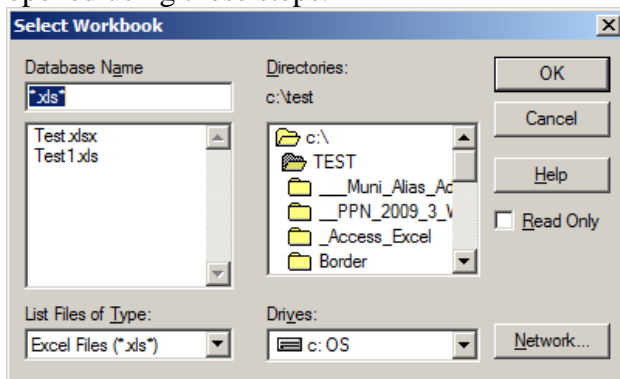 Select Workbook
Database Name
*.xls*
Test.xlsx
Test1.xls
List Files of Type:
Excel Files (*.xls*)
Directories:
c:\test
c:\
TEST
___Muni_Alias_Ac
__PPN_2009_3_
_Access_Excel
Border
Drives:
c: OS
OK
Cancel
Help
Read Only
Network...